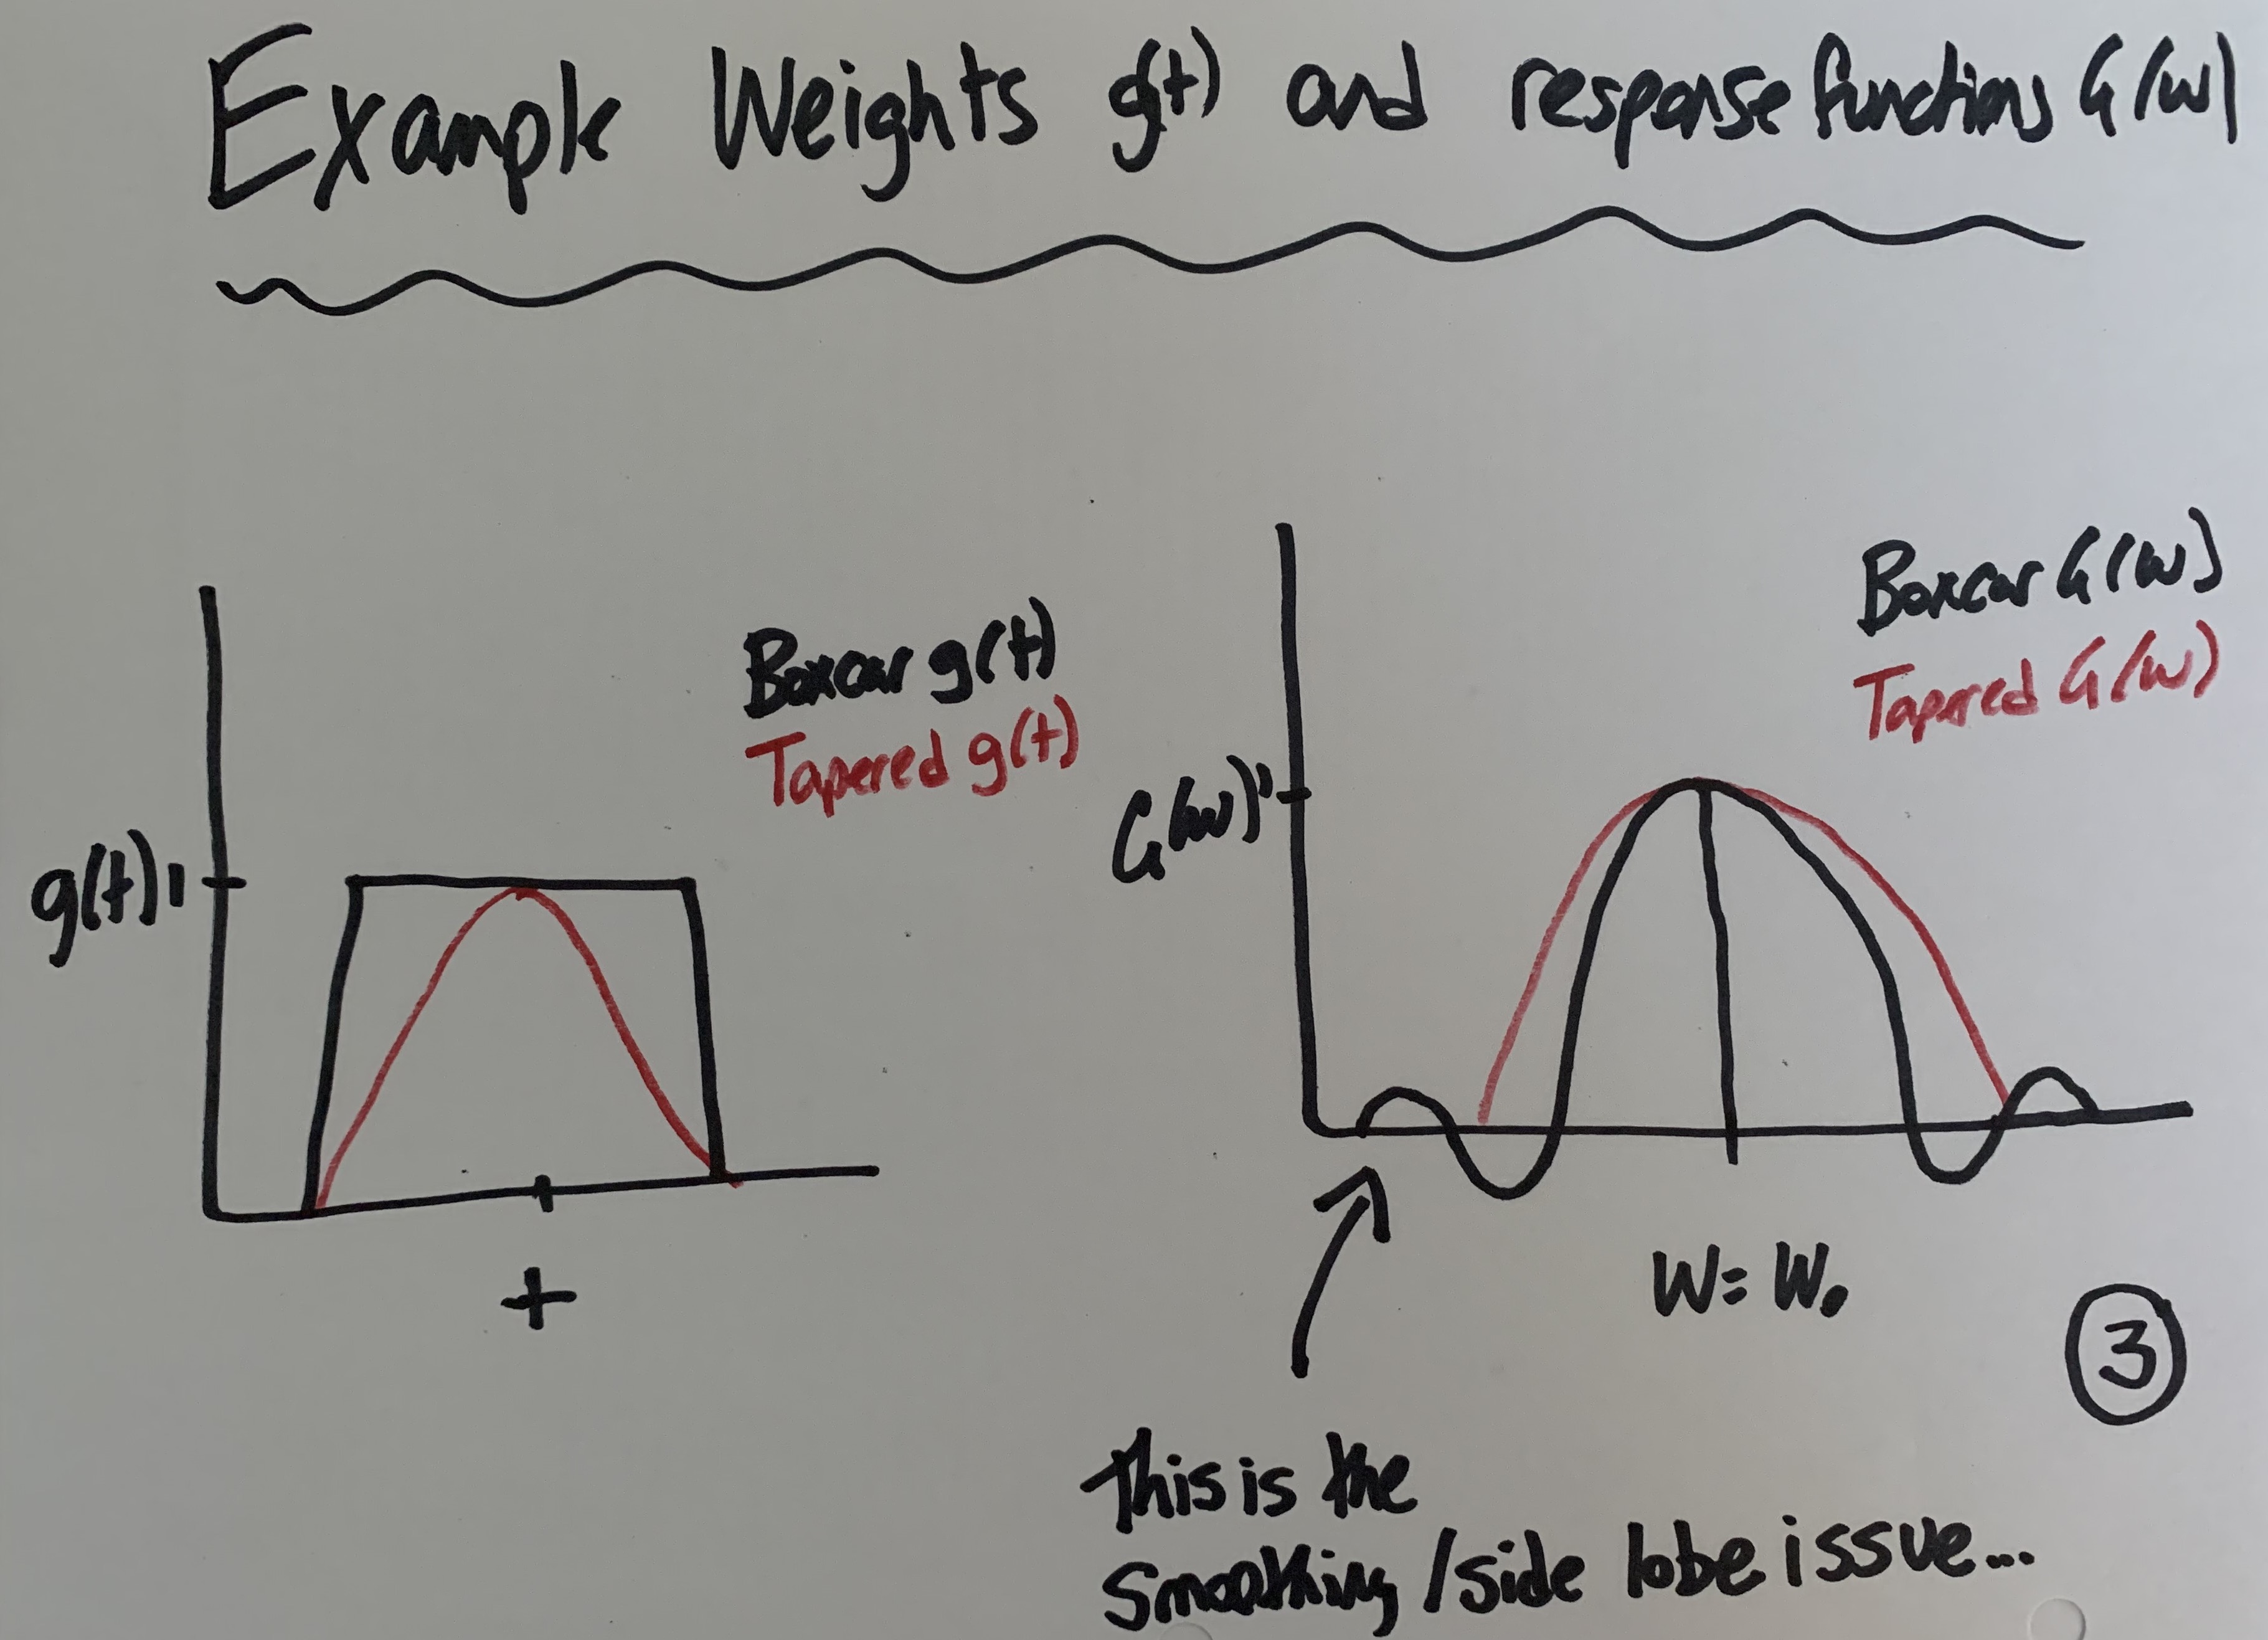 Example Weights g(t) and response functions G(w)
Boxcar g(t)
Tapered g(t)
g(t) 1
t
Boxcar G(w)
Tapered G(w)
G(w) 1
W = W₀
3
This is the
Smoothing / side lobe issue...